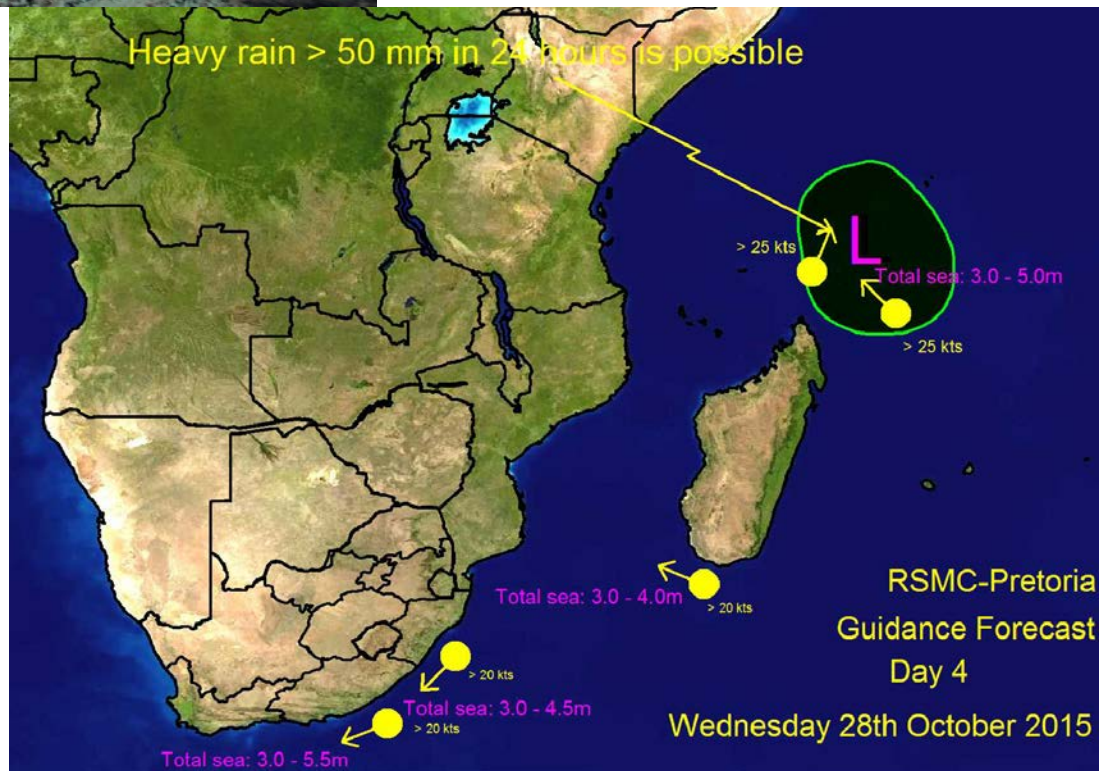 Heavy rain > 50 mm in 24 hours is possible
> 25 kts
L
Total sea: 3.0 - 5.0m
> 25 kts
Total sea: 3.0 - 4.0m
> 20 kts
RSMC-Pretoria
Guidance Forecast
Day 4
Wednesday 28th October 2015
> 20 kts
Total sea: 3.0 - 4.5m
> 20 kts
Total sea: 3.0 - 5.5m